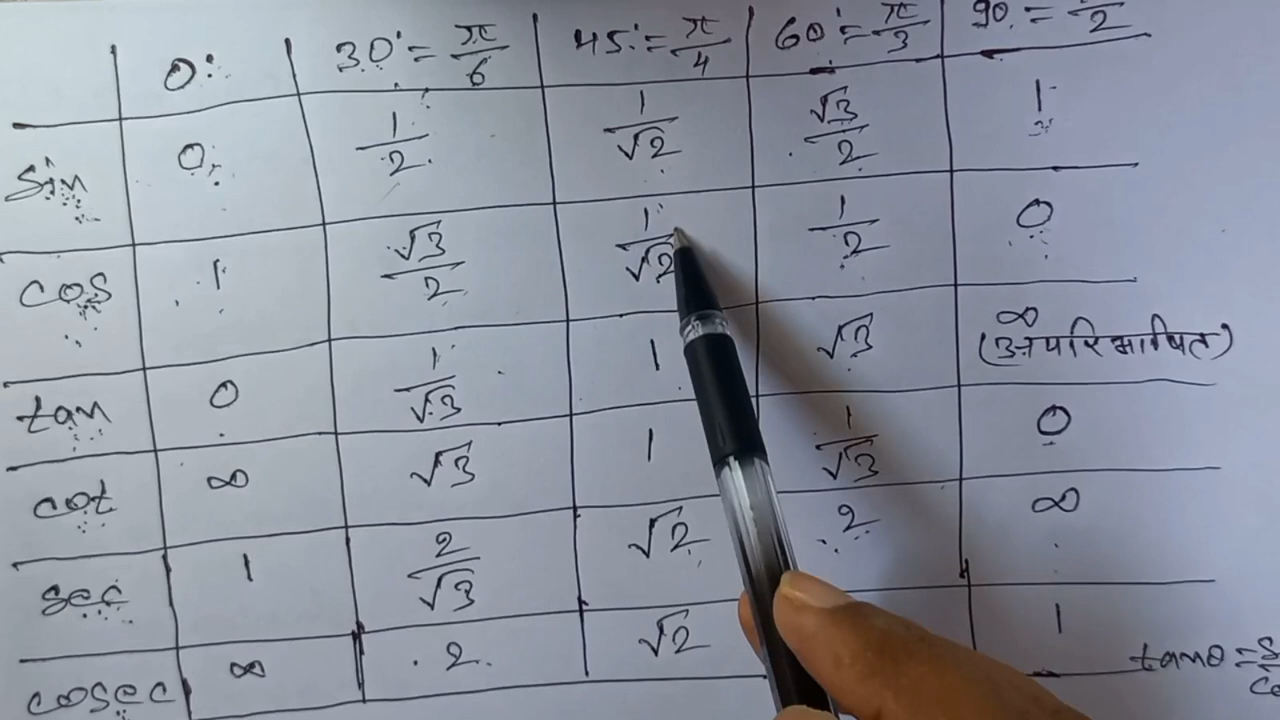 0° 30° = π/6 45° = π/4 60° = π/3 90° = π/2
sin 0 1/2 1/√2 √3/2 1
cos 1 √3/2 1/√2 1/2 0
tan 0 1/√3 1 √3 ∞ (अपरिभाषित)
cot ∞ √3 1 1/√3 0
sec 1 2/√3 √2 2 ∞
cosec ∞ 2 √2 1
tanθ =